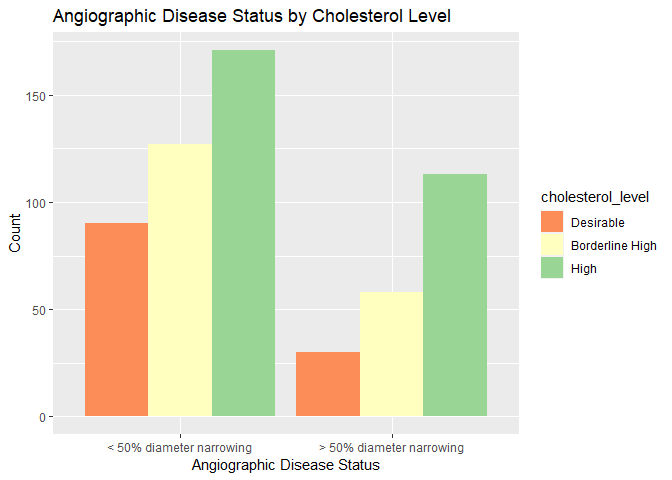 Angiographic Disease Status by Cholesterol Level
Count
150
100
50
0
< 50% diameter narrowing
> 50% diameter narrowing
Angiographic Disease Status
cholesterol_level
Desirable
Borderline High
High